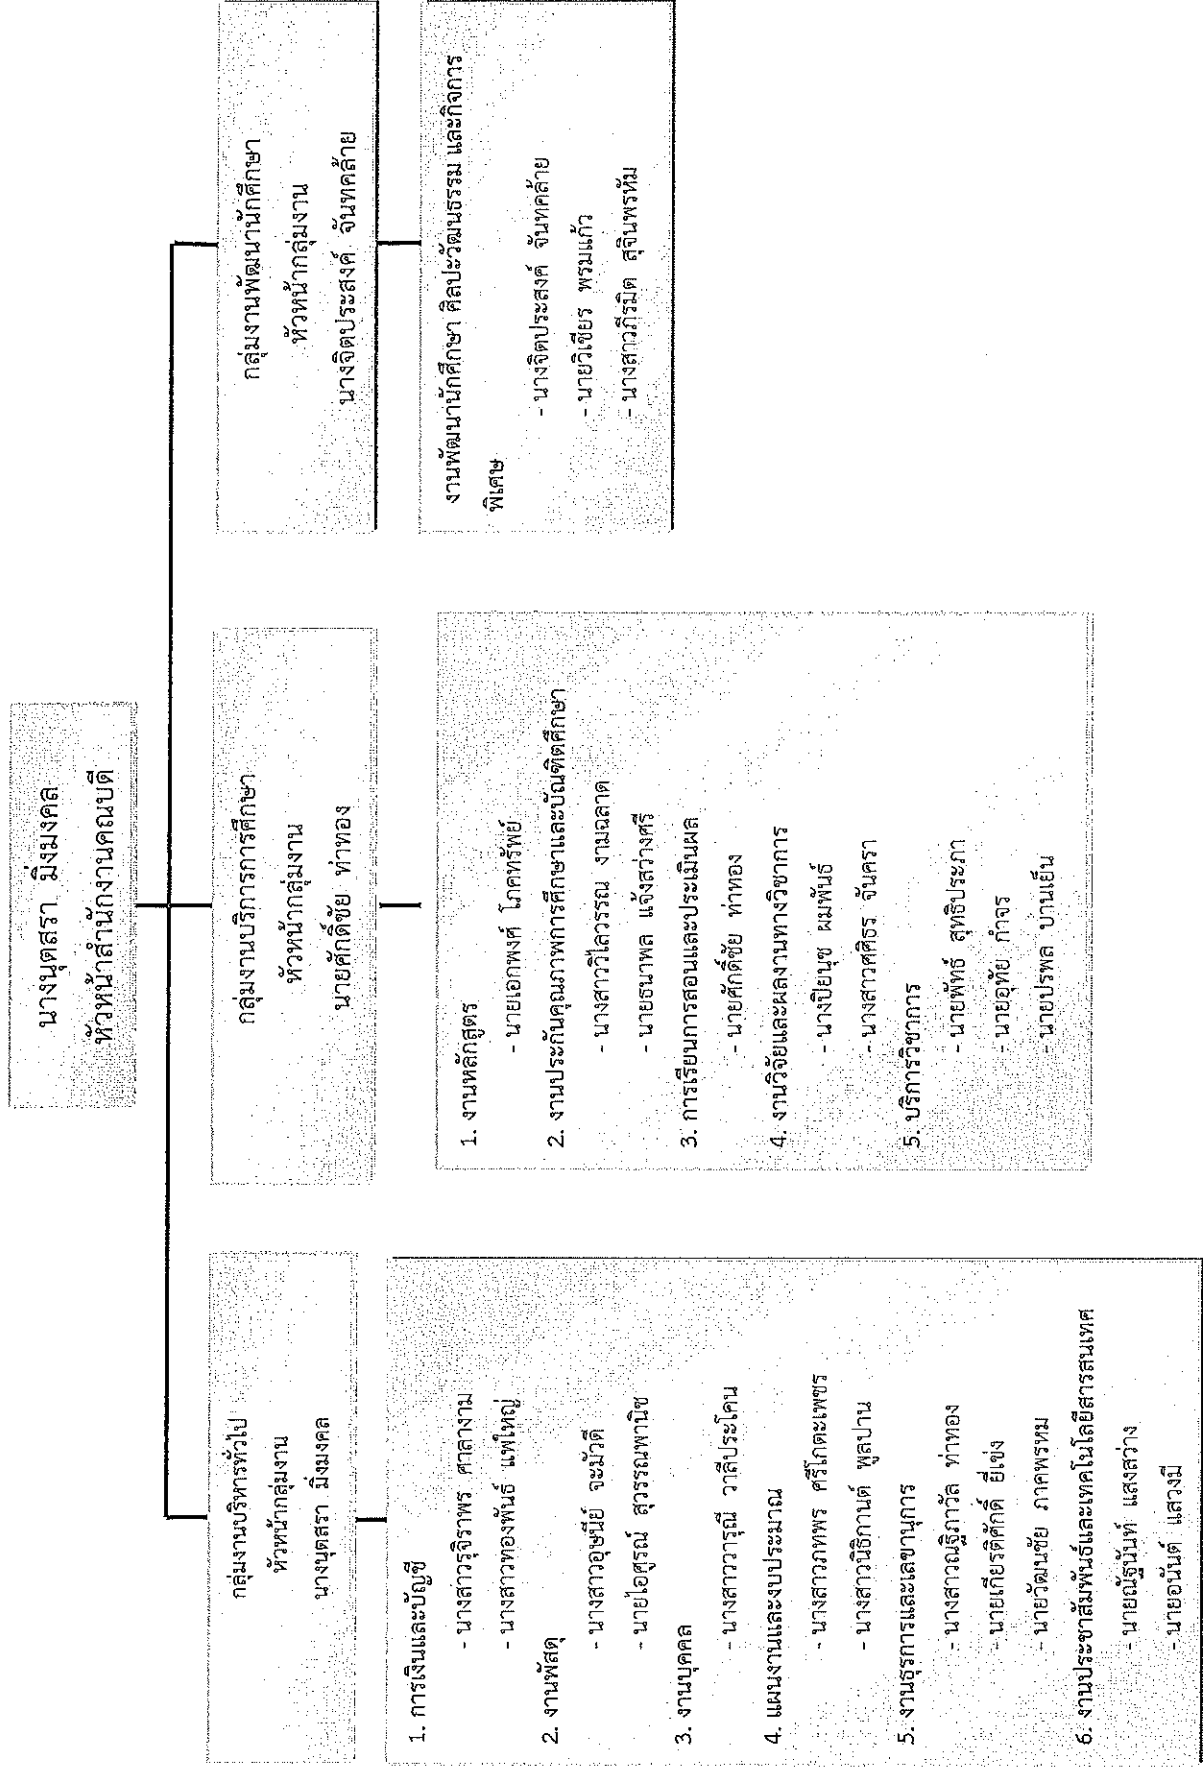 นางนุตสรา มิ่งมงคล
หัวหน้าสำนักงานคณบดี
กลุ่มงานบริหารทั่วไป
หัวหน้ากลุ่มงาน
นางนุตสรา มิ่งมงคล
1. การเงินและบัญชี
- นางสาวรุจิราพร ศาลางาม
- นางสาวทองพันธ์ แพใหญ่
2. งานพัสดุ
- นางสาวอุษนีย์ จะมัวดี
- นายไอศูรณ์ สุวรรณพานิช
3. งานบุคคล
- นางสาววารุณี วาลีประโคน
4. แผนงานและงบประมาณ
- นางสาวภทพร ศรีโกตะเพชร
- นางสาวนิธิกานต์ พูลปาน
5. งานธุรการและเลขานุการ
- นางสาวณฐิภาวัล ท่าทอง
- นายเกียรติศักดิ์ ยี่เข่ง
- นายวัฒนชัย ภาคพรหม
6. งานประชาสัมพันธ์และเทคโนโลยีสารสนเทศ
- นายณัฐนันท์ แสงสว่าง
- นายอนันต์ แสวงมี
กลุ่มงานบริการการศึกษา
หัวหน้ากลุ่มงาน
นายศักดิ์ชัย ท่าทอง
1. งานหลักสูตร
- นายเอกพงศ์ โภคทรัพย์
2. งานประกันคุณภาพการศึกษาและบัณฑิตศึกษา
- นางสาววิไลวรรณ งามฉลาด
- นายธนาพล แจ้งสว่างศรี
3. การเรียนการสอนและประเมินผล
- นายศักดิ์ชัย ท่าทอง
4. งานวิจัยและผลงานทางวิชาการ
- นางปิยนุช ผมพันธ์
- นางสาวศศิธร จันครา
5. บริการวิชาการ
- นายพัทธ์ สุทธิประภา
- นายอุทัย กำจร
- นายปรพล บานเย็น
กลุ่มงานพัฒนานักศึกษา
หัวหน้ากลุ่มงาน
นางจิตประสงค์ จันทคล้าย
งานพัฒนานักศึกษา ศิลปะวัฒนธรรม และกิจการ
พิเศษ
- นางจิตประสงค์ จันทคล้าย
- นายวิเชียร พรมแก้ว
- นางสาวภีรมิต สุจินพรหัม